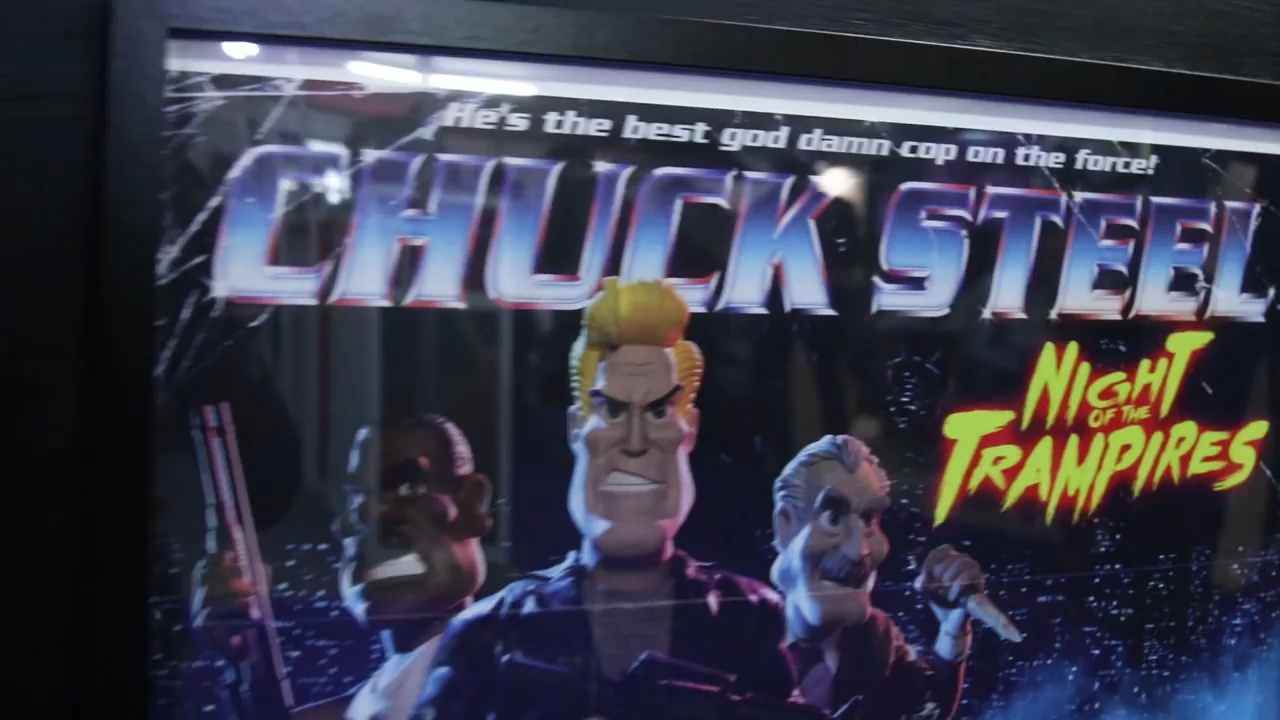 He's the best god damn cop on the force!
CHUCK STEEL
NIGHT
OF THE
TRAMPIRES